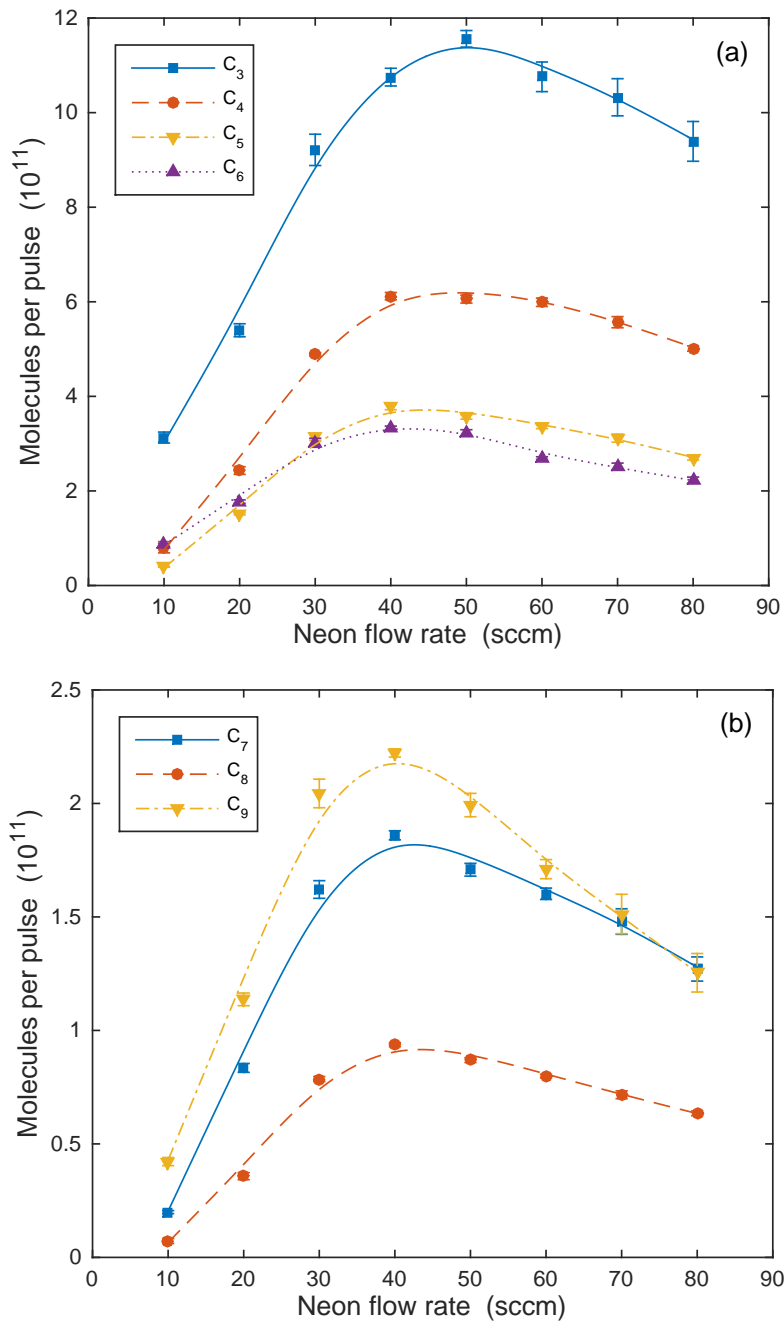 12
10
8
6
4
2
0
Molecules per pulse (10^11)
C3
C4
C5
C6
(a)
0 10 20 30 40 50 60 70 80 90
Neon flow rate (sccm)
2.5
2
1.5
1
0.5
0
Molecules per pulse (10^11)
C7
C8
C9
(b)
0 10 20 30 40 50 60 70 80 90
Neon flow rate (sccm)